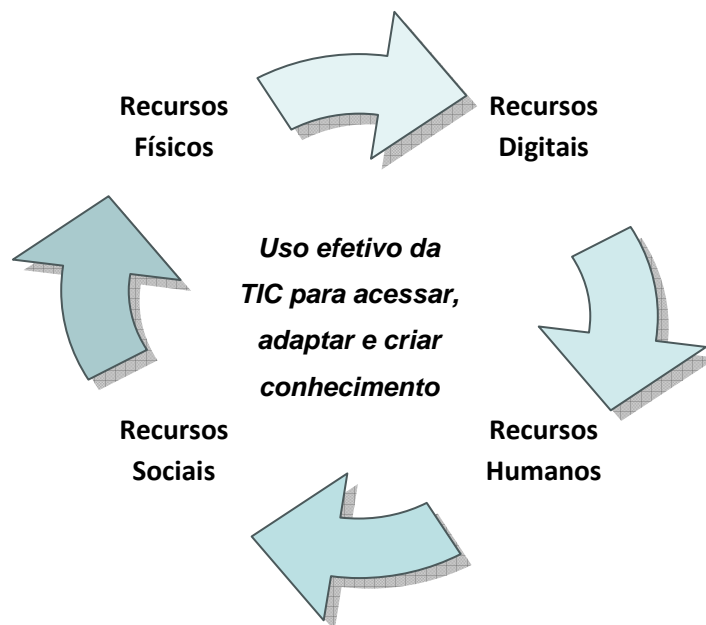 Recursos
Físicos
Recursos
Digitais
Uso efetivo da
TIC para acessar,
adaptar e criar
conhecimento
Recursos
Sociais
Recursos
Humanos